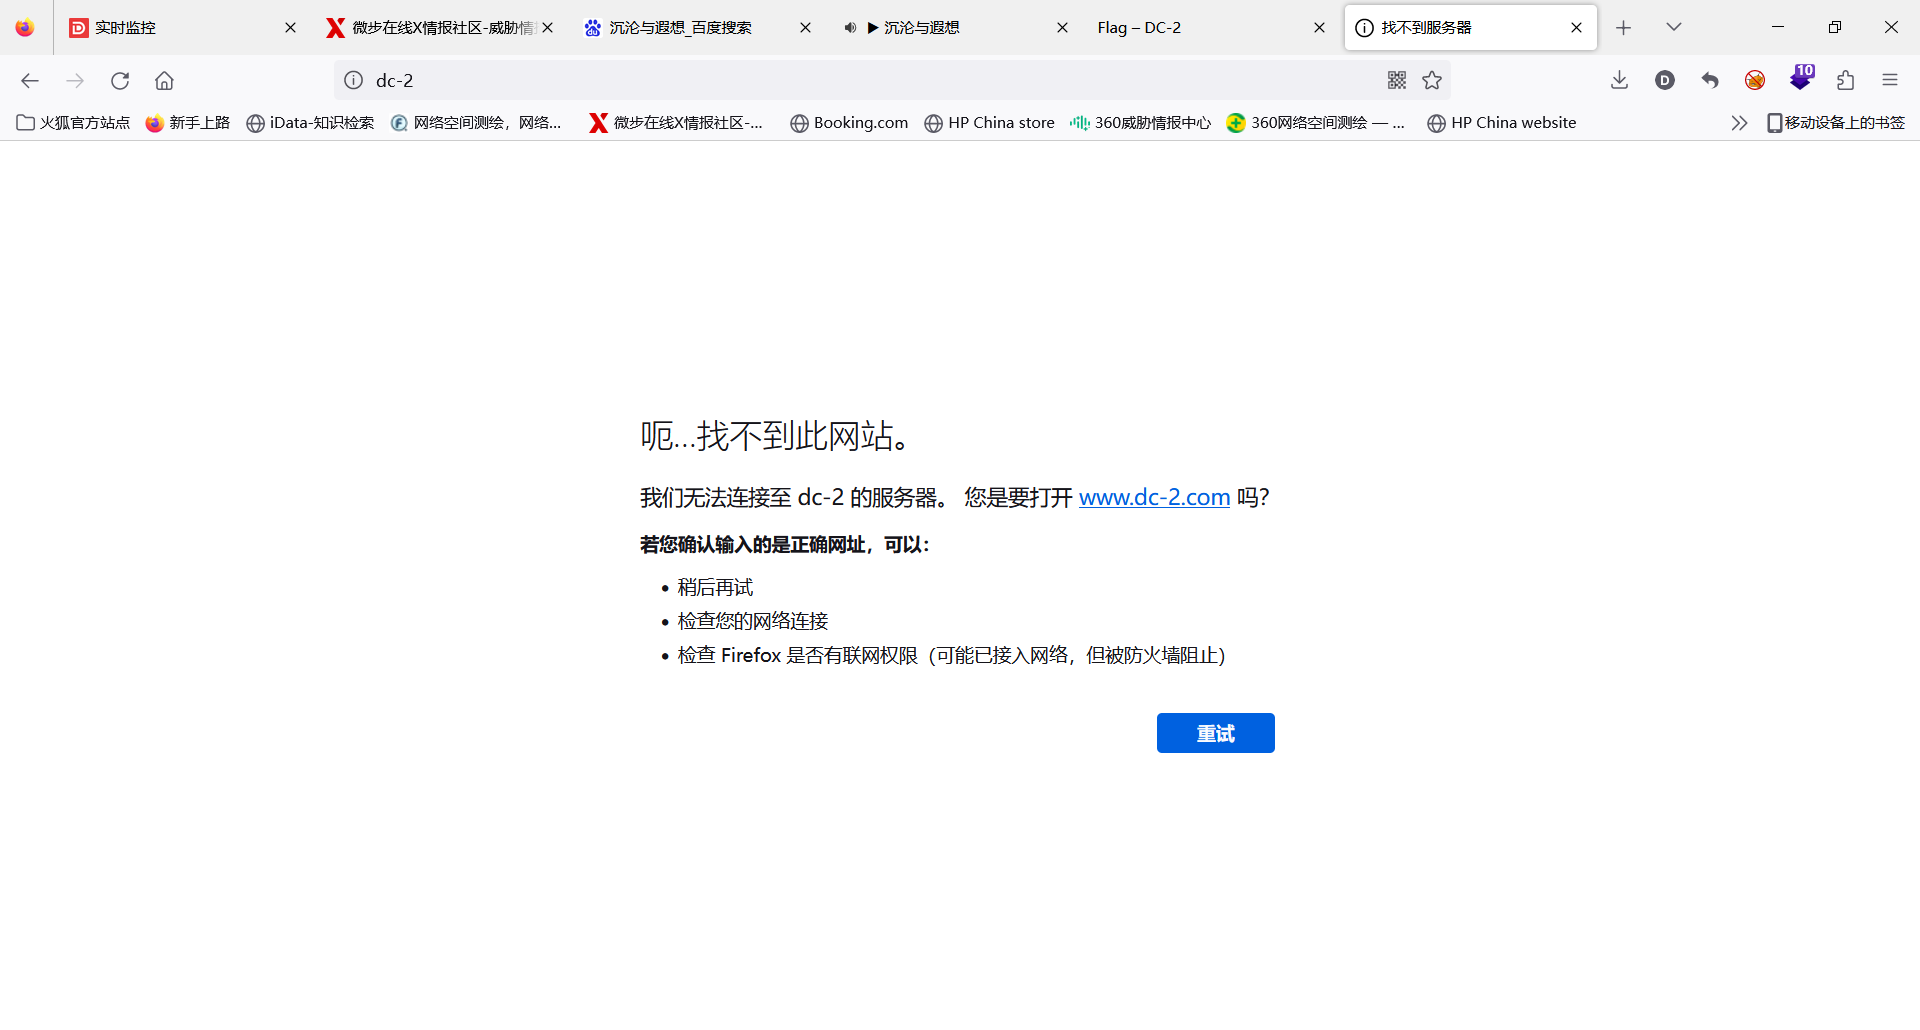 实时监控
微步在线X情报社区-威胁情
沉沦与遐想_百度搜索
沉沦与遐想
Flag – DC-2
找不到服务器
dc-2
D
10
火狐官方站点
新手上路
iData-知识检索
网络空间测绘，网络...
微步在线X情报社区-...
Booking.com
HP China store
360威胁情报中心
360网络空间测绘 — ...
HP China website
移动设备上的书签
呃…找不到此网站。
我们无法连接至 dc-2 的服务器。 您是要打开 www.dc-2.com 吗？
若您确认输入的是正确网址，可以：
• 稍后再试
• 检查您的网络连接
• 检查 Firefox 是否有联网权限（可能已接入网络，但被防火墙阻止）
重试